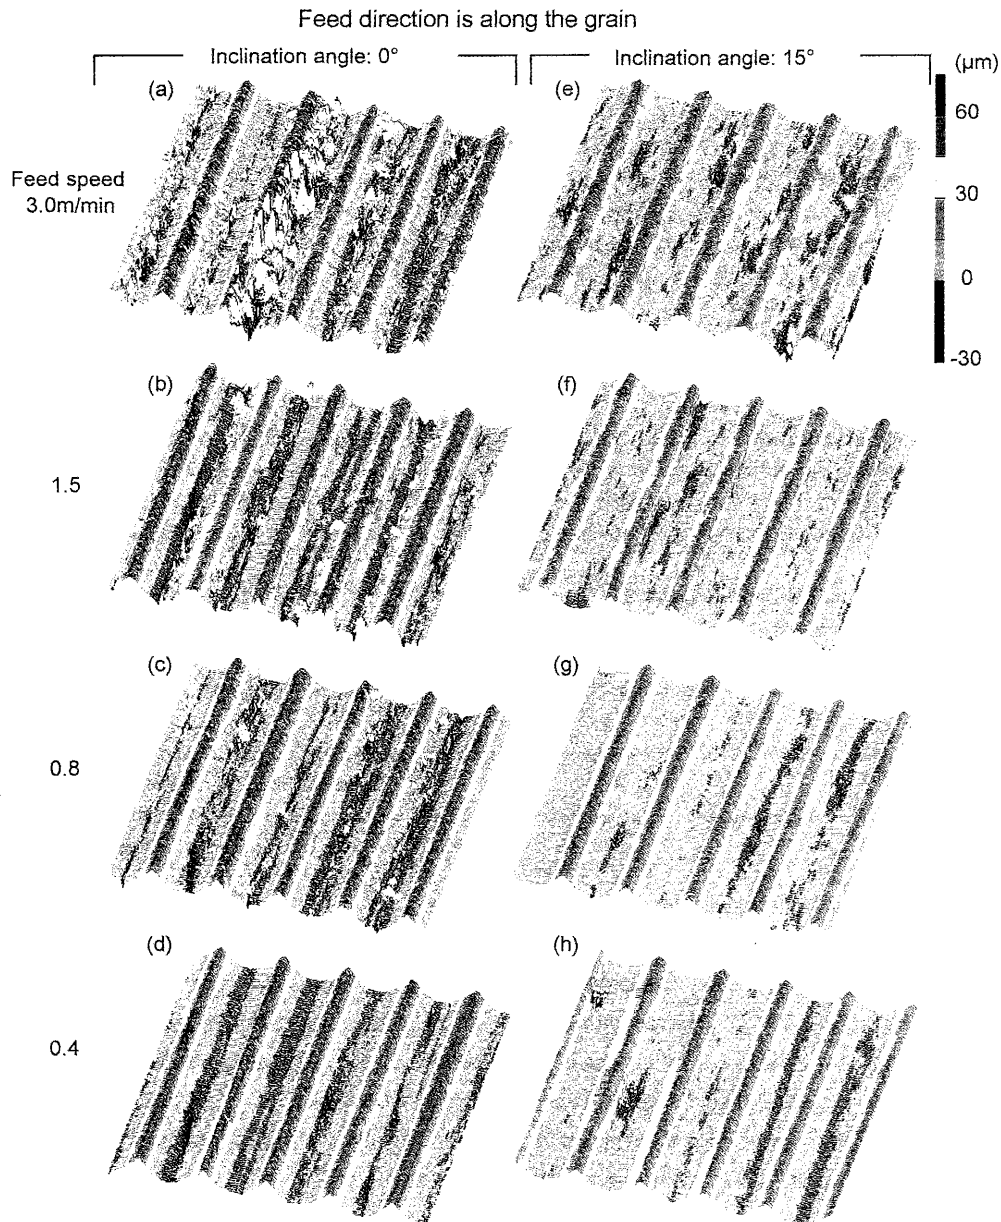 Feed direction is along the grain
Inclination angle: 0°
Inclination angle: 15°
(μm)
(a)
(e)
60
Feed speed
3.0m/min
30
0
-30
(b)
(f)
1.5
(c)
(g)
0.8
(d)
(h)
0.4